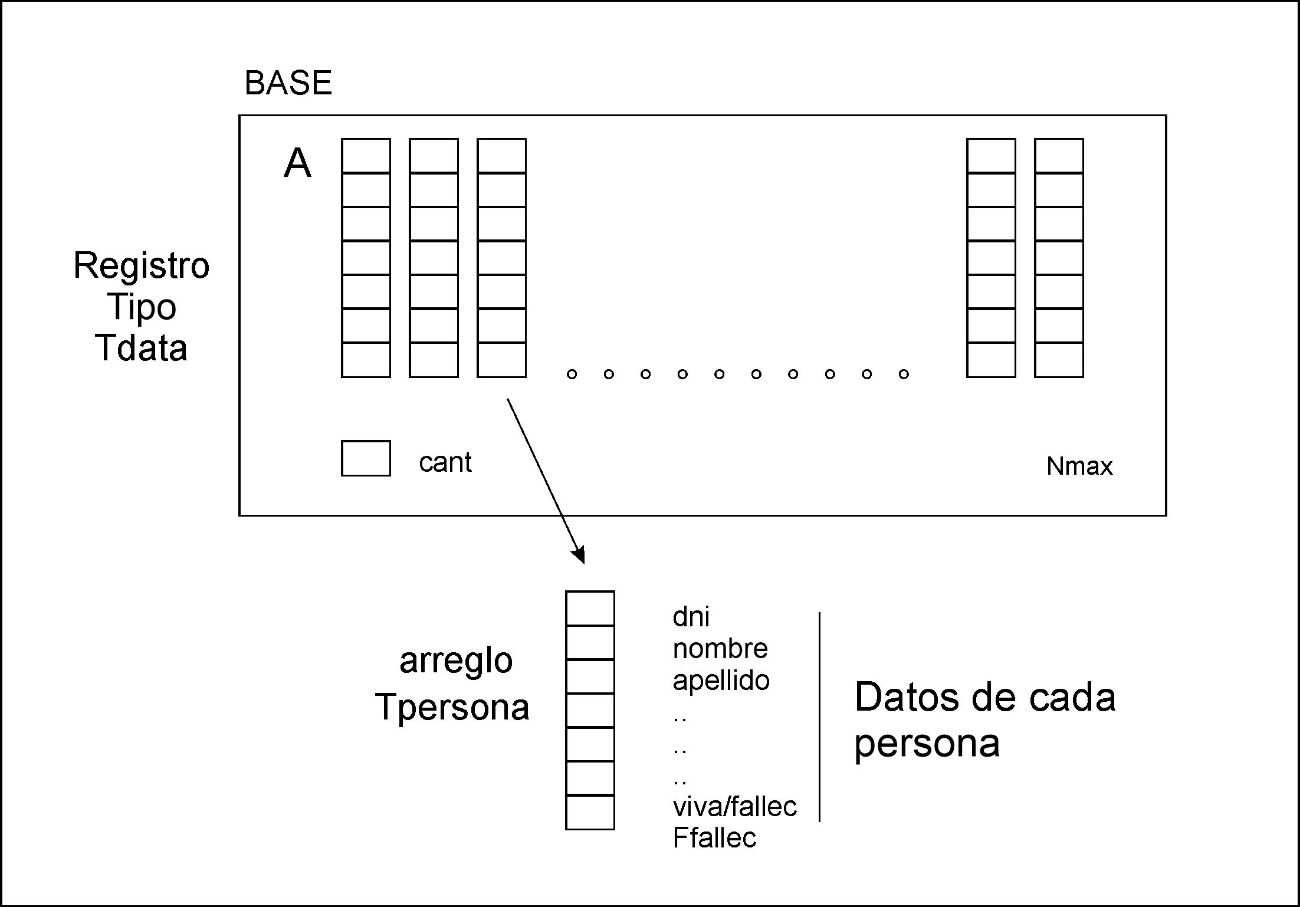 BASE
A
Registro
Tipo
Tdata
cant
Nmax
arreglo
Tpersona
dni
nombre
apellido
..
..
..
viva/fallec
Ffallec
Datos de cada
persona